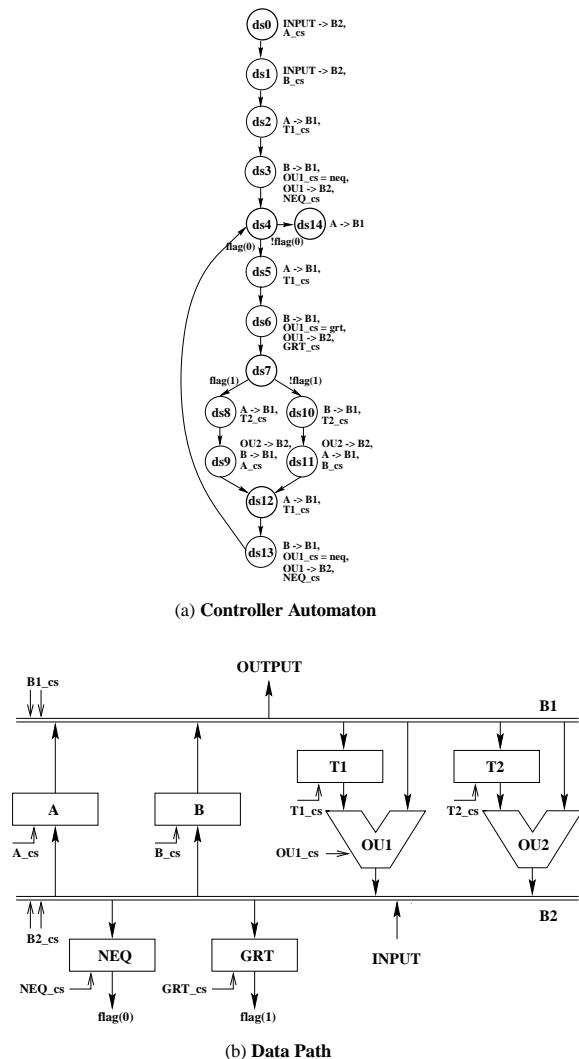 ds0
INPUT -> B2,
A_cs
ds1
INPUT -> B2,
B_cs
ds2
A -> B1,
T1_cs
ds3
B -> B1,
OU1_cs = neq,
OU1 -> B2,
NEQ_cs
ds4
ds14
A -> B1
flag(0)
!flag(0)
ds5
A -> B1,
T1_cs
ds6
B -> B1,
OU1_cs = grt,
OU1 -> B2,
GRT_cs
ds7
flag(1)
!flag(1)
ds8
A -> B1,
T2_cs
ds10
B -> B1,
T2_cs
ds9
OU2 -> B2,
B -> B1,
A_cs
ds11
OU2 -> B2,
A -> B1,
B_cs
ds12
A -> B1,
T1_cs
ds13
B -> B1,
OU1_cs = neq,
OU1 -> B2,
NEQ_cs
(a) Controller Automaton
OUTPUT
B1_cs
B1
T1
T2
A
B
T1_cs
T2_cs
OU1
OU2
A_cs
B_cs
OU1_cs
B2
B2_cs
NEQ
GRT
INPUT
NEQ_cs
GRT_cs
flag(0)
flag(1)
(b) Data Path